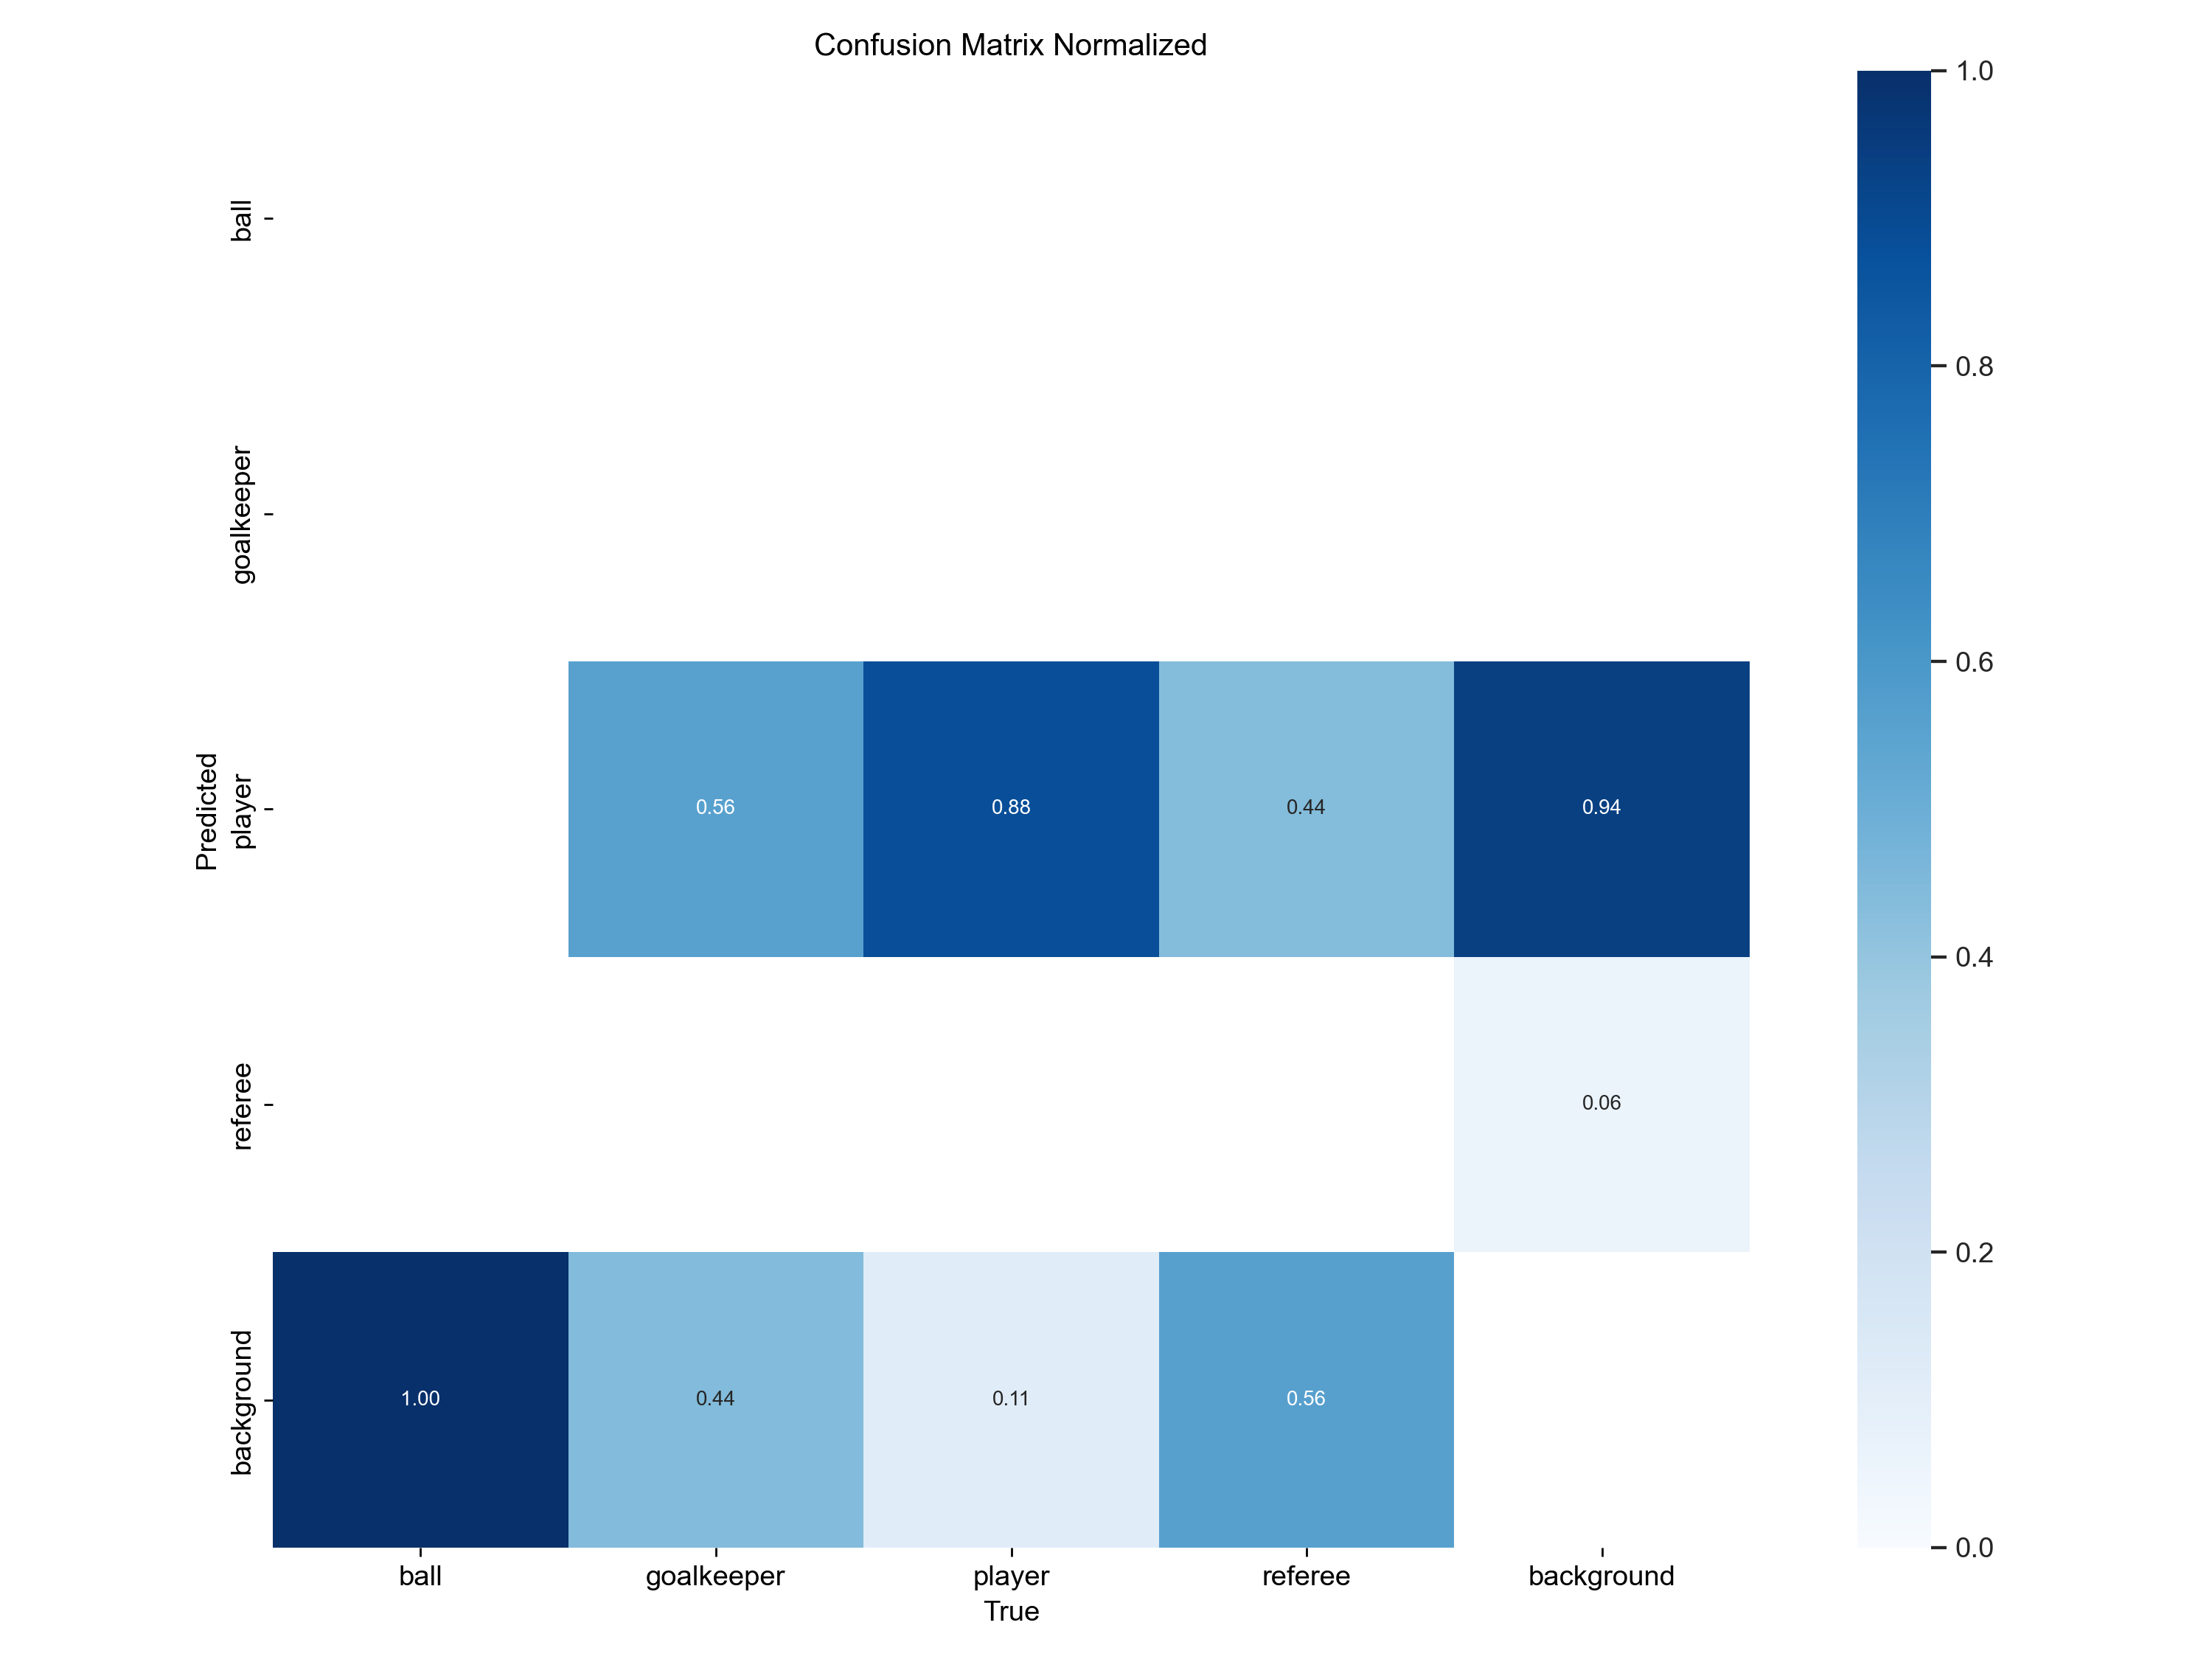 Confusion Matrix Normalized
1.0
ball
0.8
goalkeeper
0.6
Predicted
player
0.56
0.88
0.44
0.94
0.4
referee
0.06
0.2
background
1.00
0.44
0.11
0.56
0.0
ball
goalkeeper
player
referee
background
True